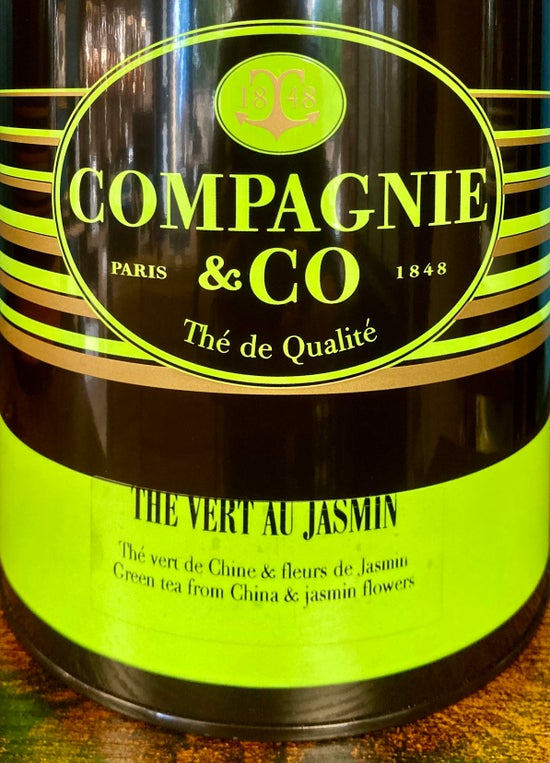 1848
COMPAGNIE
PARIS &CO 1848
Thé de Qualité
THE VERT AU JASMIN
Thé vert de Chine & fleurs de Jasmin
Green tea from China & jasmin flowers